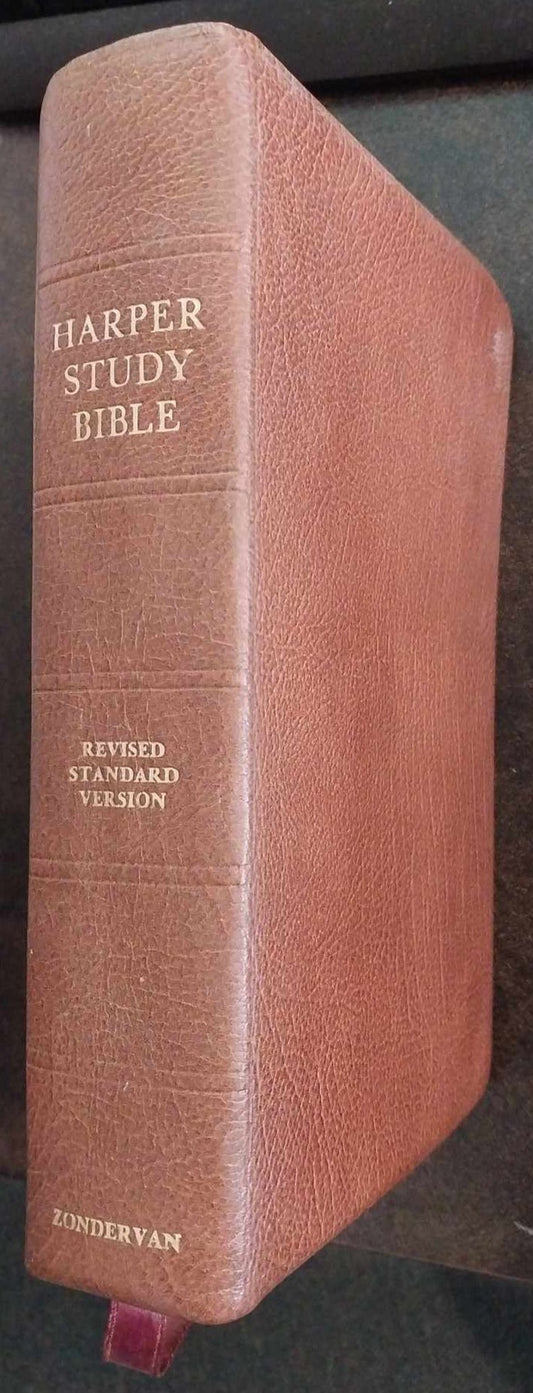 HARPER
STUDY
BIBLE
REVISED
STANDARD
VERSION
ZONDERVAN